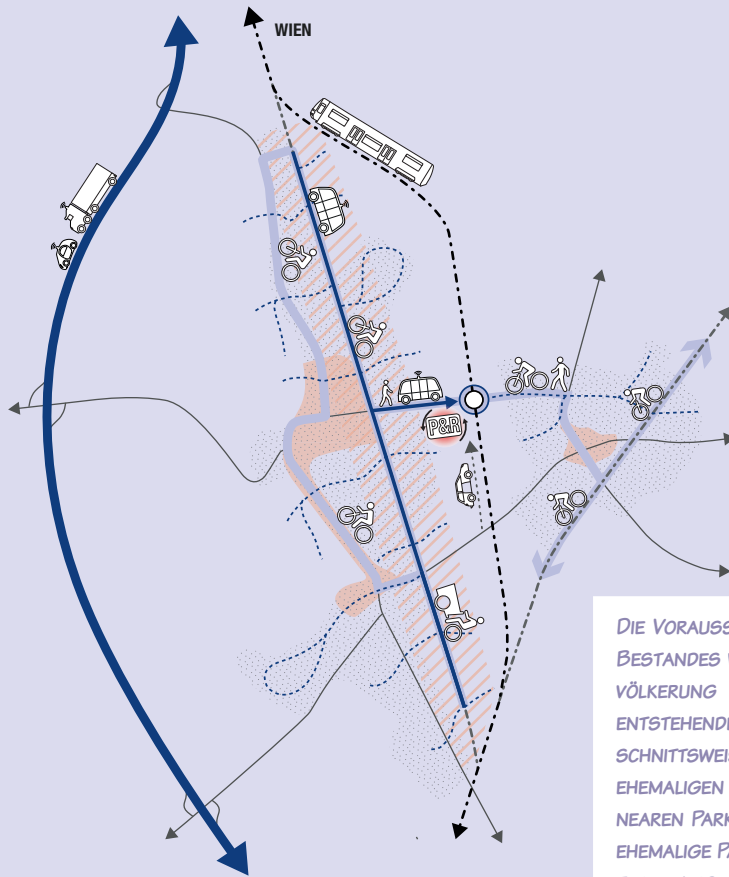 WIEN
P&R
DIE VORAUSS
BESTANDES
VÖLKERUNG
ENTSTEHENDE
SCHNITTSWEIS
EHEMALIGEN
NEAREN PARK
EHEMALIGE PA